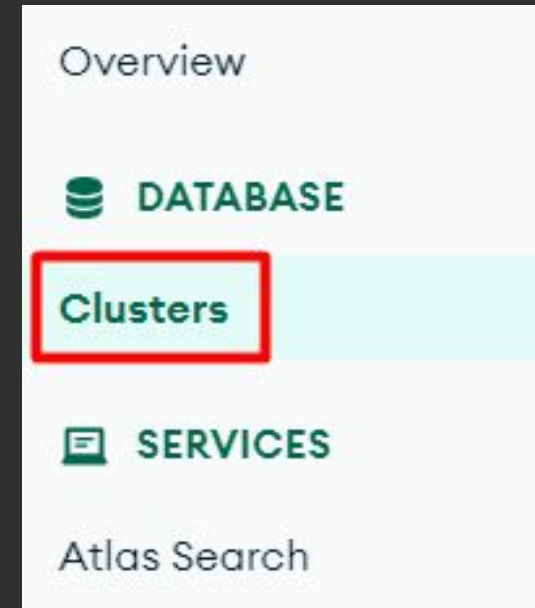 Overview
DATABASE
Clusters
SERVICES
Atlas Search